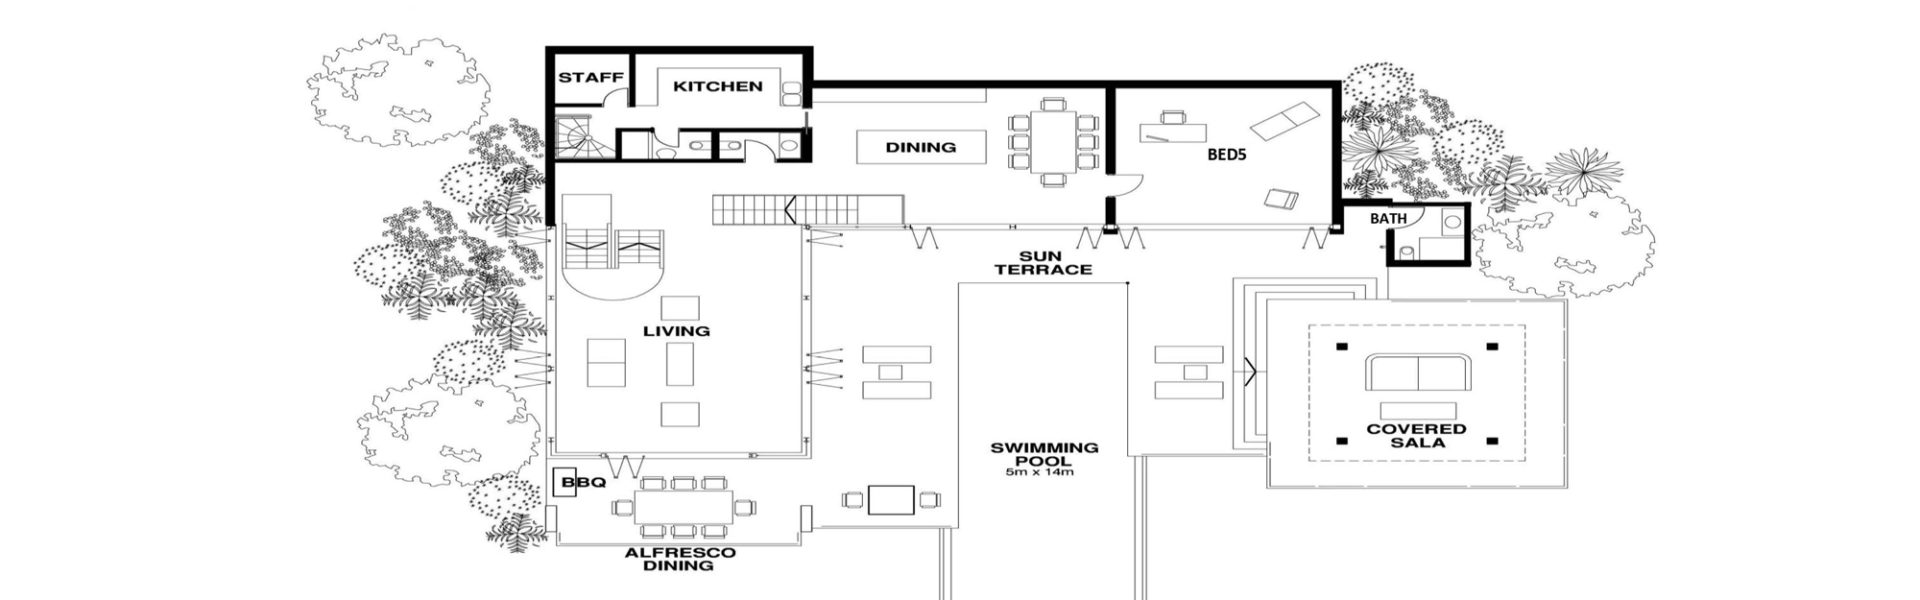 STAFF
KITCHEN
DINING
BED5
BATH
SUN
TERRACE
LIVING
SWIMMING
POOL
5m x 14m
COVERED
SALA
BBQ
ALFRESCO
DINING